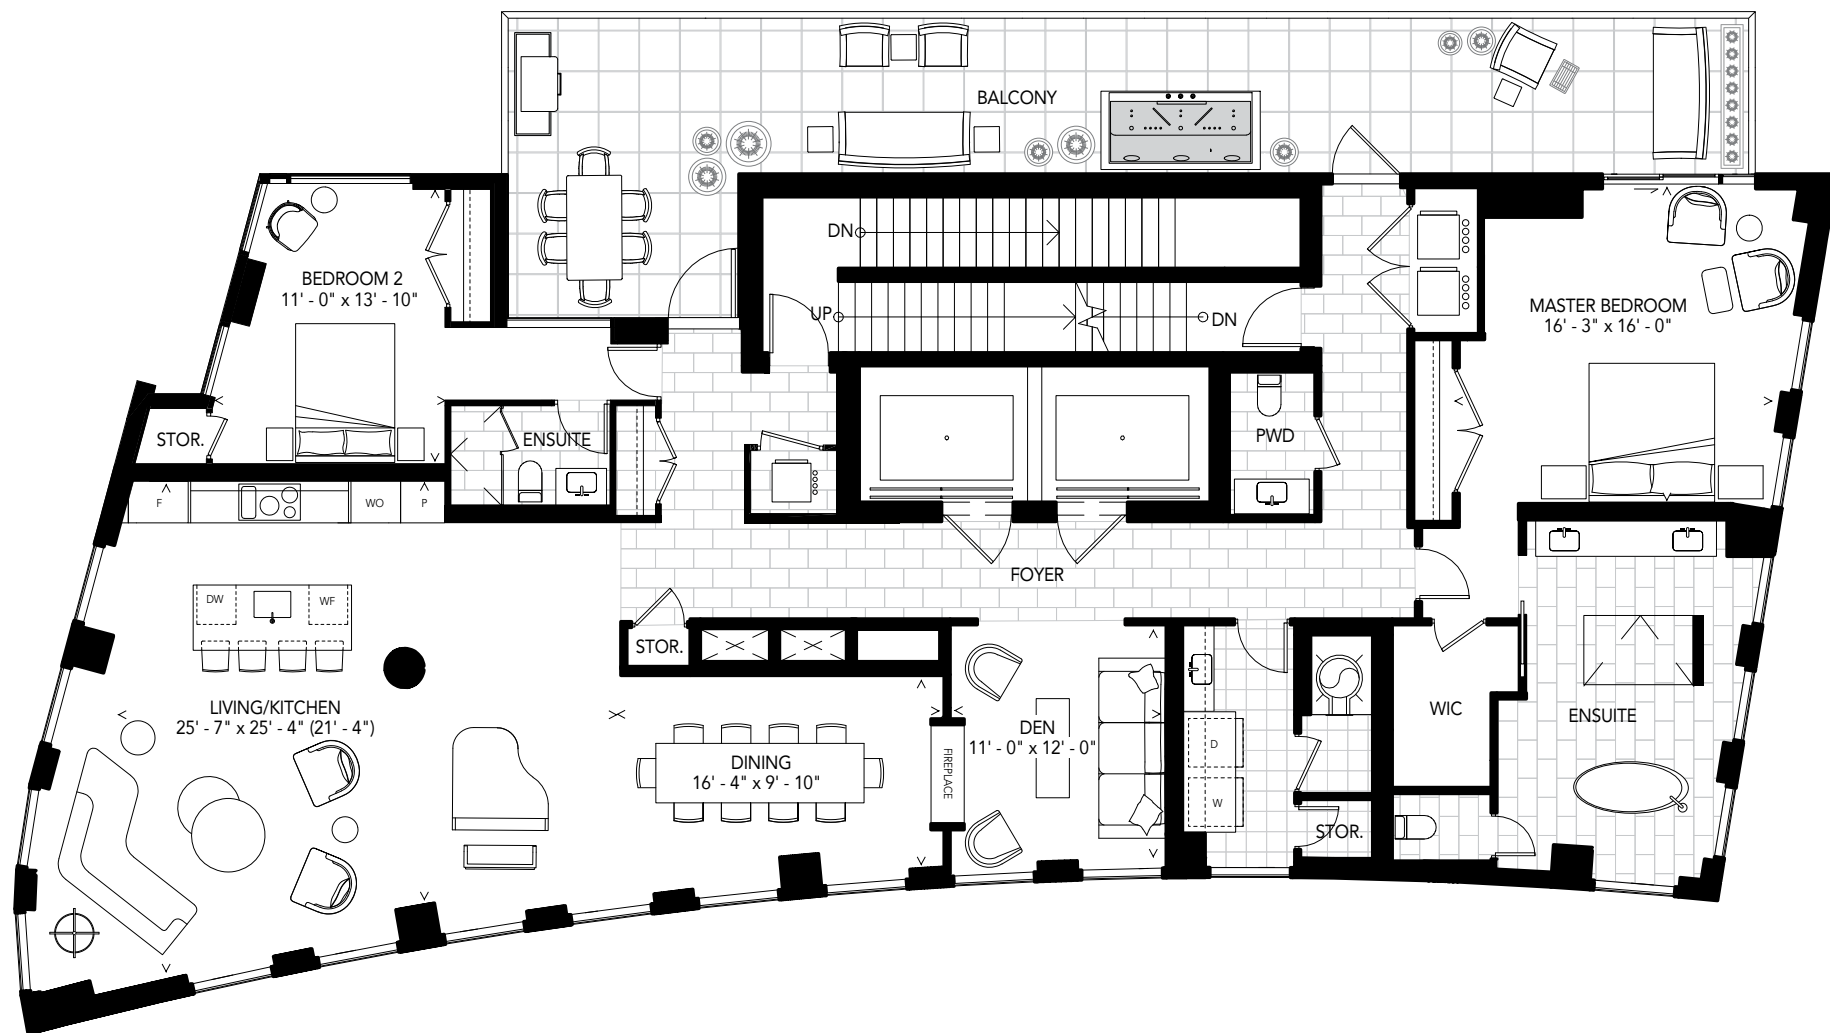 BALCONY
DN
UP
DN
BEDROOM 2
11' - 0" x 13' - 10"
MASTER BEDROOM
16' - 3" x 16' - 0"
STOR.
ENSUITE
PWD
F
WO
P
FOYER
DW
WF
STOR.
LIVING/KITCHEN
25' - 7" x 25' - 4" (21' - 4")
DINING
16' - 4" x 9' - 10"
FIREPLACE
DEN
11' - 0" x 12' - 0"
D
W
STOR.
WIC
ENSUITE